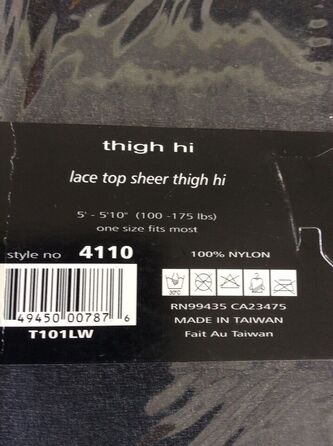 thigh hi
lace top sheer thigh hi
5' - 5'10" (100 -175 lbs)
one size fits most
style no 4110
100% NYLON
30°C
49450 00787 6
RN99435 CA23475
T101LW
MADE IN TAIWAN
Fait Au Taiwan